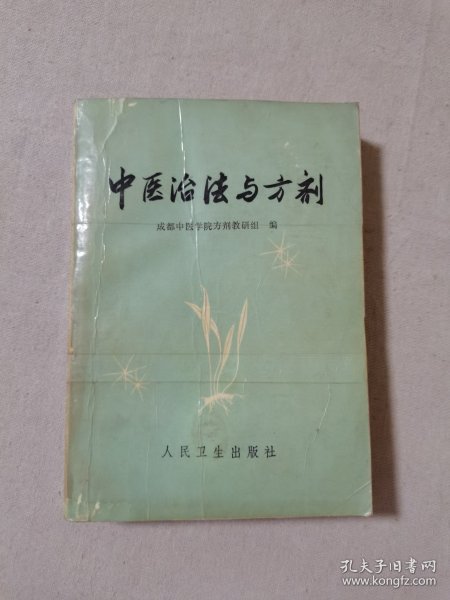 中医治法与方剂
成都中医学院方剂教研组 编
人民卫生出版社
孔夫子旧书网
www.kongfz.com